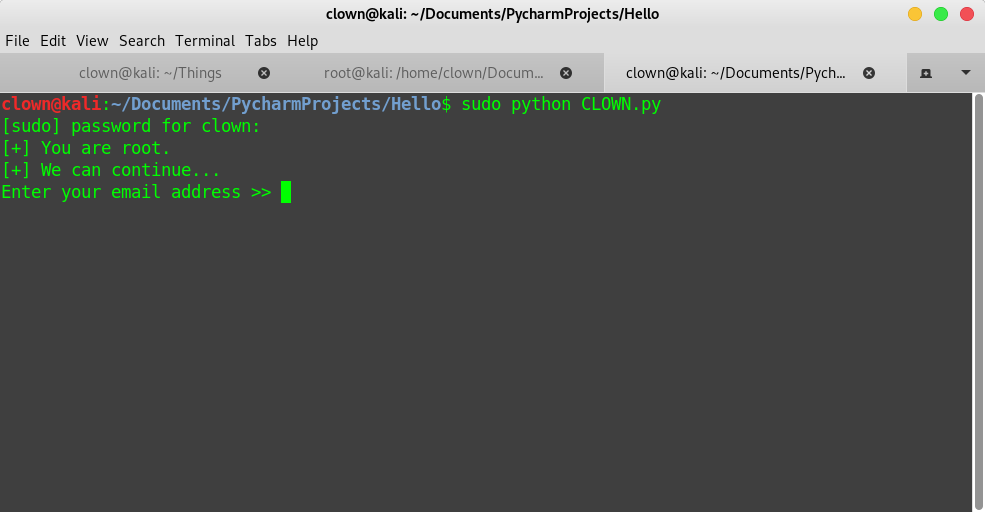 clown@kali: ~/Documents/PycharmProjects/Hello
File Edit View Search Terminal Tabs Help
clown@kali: ~/Things root@kali: /home/clown/Docum... clown@kali: ~/Documents/Pych...
clown@kali:~/Documents/PycharmProjects/Hello$ sudo python CLOWN.py
[sudo] password for clown:
[+] You are root.
[+] We can continue...
Enter your email address >>